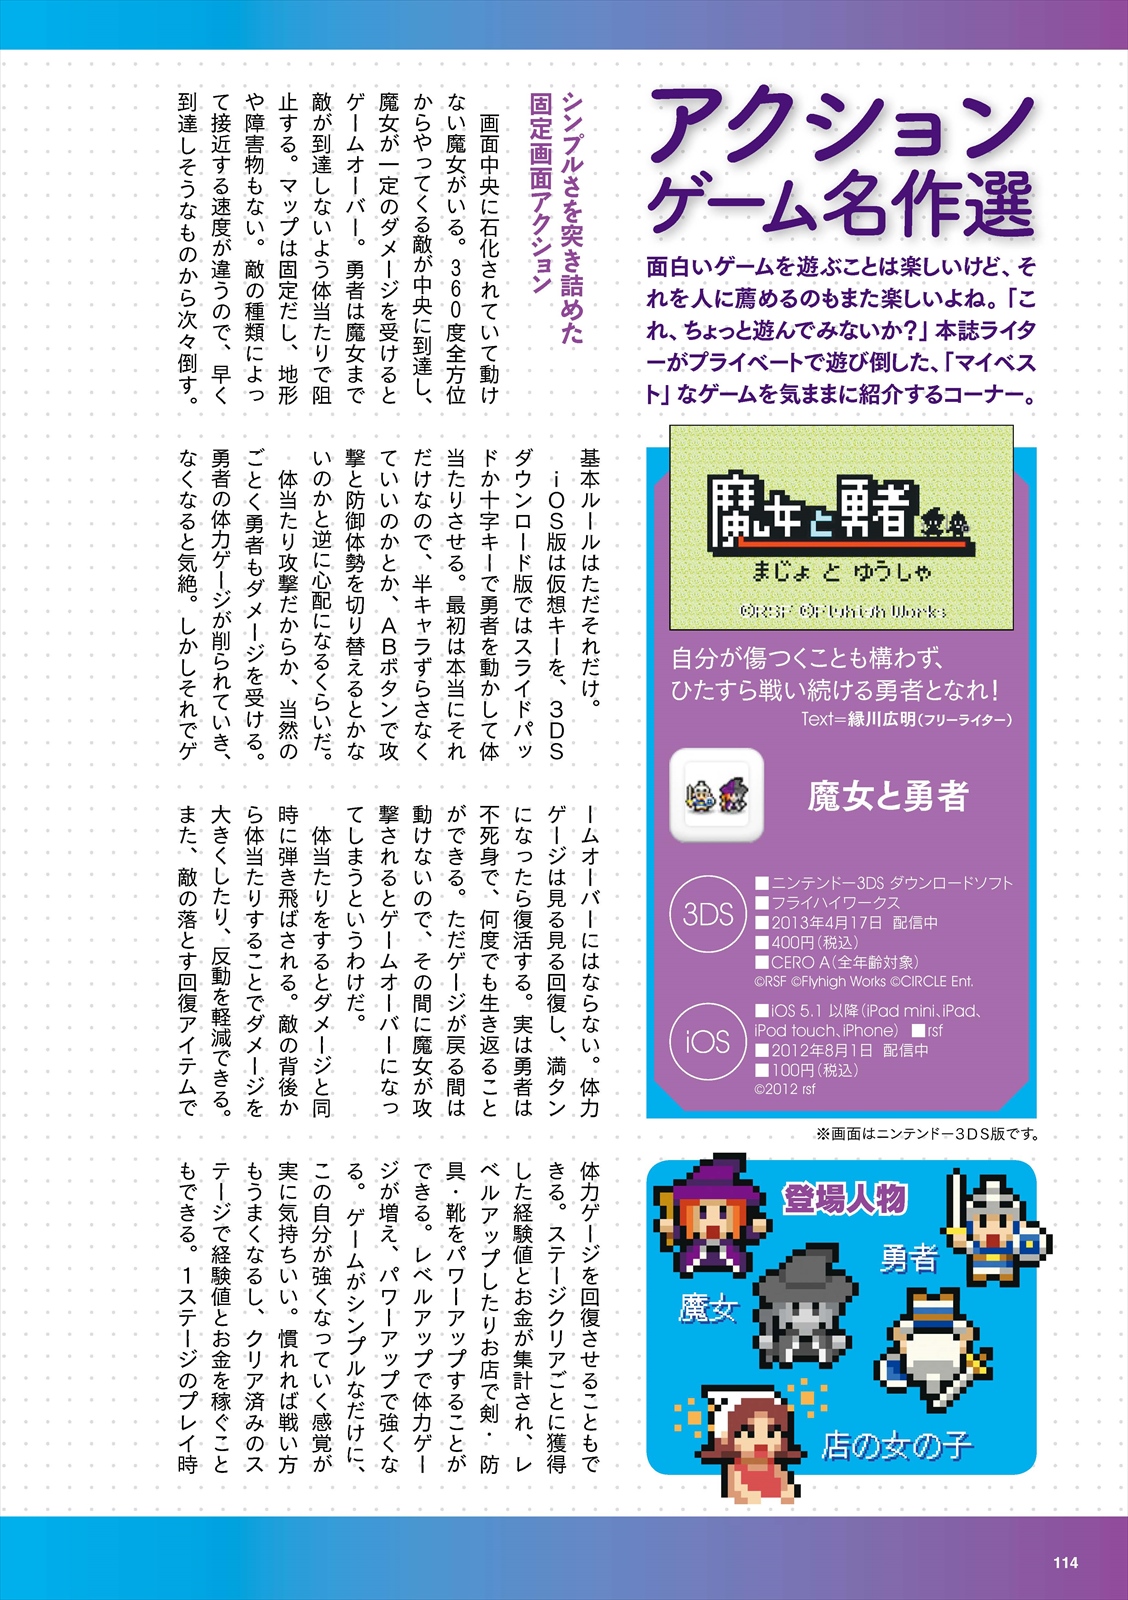 アクション
ゲーム名作選
面白いゲームを遊ぶことは楽しいけど、そ
れを人に薦めるのもまた楽しいよね。「こ
れ、ちょっと遊んでみないか?」本誌ライタ
ーがプライベートで遊び倒した、「マイベス
ト」なゲームを気ままに紹介するコーナー。
魔女と勇者
まじょ と ゆうしゃ
©RSF ©Flyhigh Works
自分が傷つくことも構わず、
ひたすら戦い続ける勇者となれ!
Text=縁川広明(フリーライター)
魔女と勇者
3DS
■ニンテンドー3DS ダウンロードソフト
■フライハイワークス
■2013年4月17日 配信中
■400円(税込)
■CERO A(全年齢対象)
©RSF ©Flyhigh Works ©CIRCLE Ent.
iOS
■iOS 5.1 以降(iPad mini、iPad、
iPod touch、iPhone) ■rsf
■2012年8月1日 配信中
■100円(税込)
©2012 rsf
※画面はニンテンドー3DS版です。
登場人物
勇者
魔女
店の女の子
シンプルさを突き詰めた
固定画面アクション
画面中央に石化されていて動け
ない魔女がいる。360度全方位
からやってくる敵が中央に到達し、
魔女が一定のダメージを受けると
ゲームオーバー。勇者は魔女まで
敵が到達しないよう体当たりで阻
止する。マップは固定だし、地形
や障害物もない。敵の種類によっ
て接近する速度が違うので、早く
到達しそうなものから次々倒す。
基本ルールはただそれだけ。
iOS版は仮想キーを、3DS
ダウンロード版ではスライドパッ
ドか十字キーで勇者を動かして体
当たりさせる。最初は本当にそれ
だけなので、半キャラずらさなく
ていいのかとか、ABボタンで攻
撃と防御体勢を切り替えるとかな
いのかと逆に心配になるくらいだ。
体当たり攻撃だからか、当然の
ごとく勇者もダメージを受ける。
勇者の体力ゲージが削られていき、
なくなると気絶。しかしそれでゲ
ームオーバーにはならない。体力
ゲージは見る見る回復し、満タン
になったら復活する。実は勇者は
不死身で、何度でも生き返ること
ができる。ただゲージが戻る間は
動けないので、その間に魔女が攻
撃されるとゲームオーバーになっ
てしまうというわけだ。
体当たりをするとダメージと同
時に弾き飛ばされる。敵の背後か
ら体当たりすることでダメージを
大きくしたり、反動を軽減できる。
また、敵の落とす回復アイテムで
体力ゲージを回復させることもで
きる。ステージクリアごとに獲得
した経験値とお金が集計され、レ
ベルアップしたりお店で剣・防
具・靴をパワーアップすることが
できる。レベルアップで体力ゲー
ジが増え、パワーアップで強くな
る。ゲームがシンプルなだけに、
この自分が強くなっていく感覚が
実に気持ちいい。慣れれば戦い方
もうまくなるし、クリア済みのス
テージで経験値とお金を稼ぐこと
もできる。1ステージのプレイ時
114